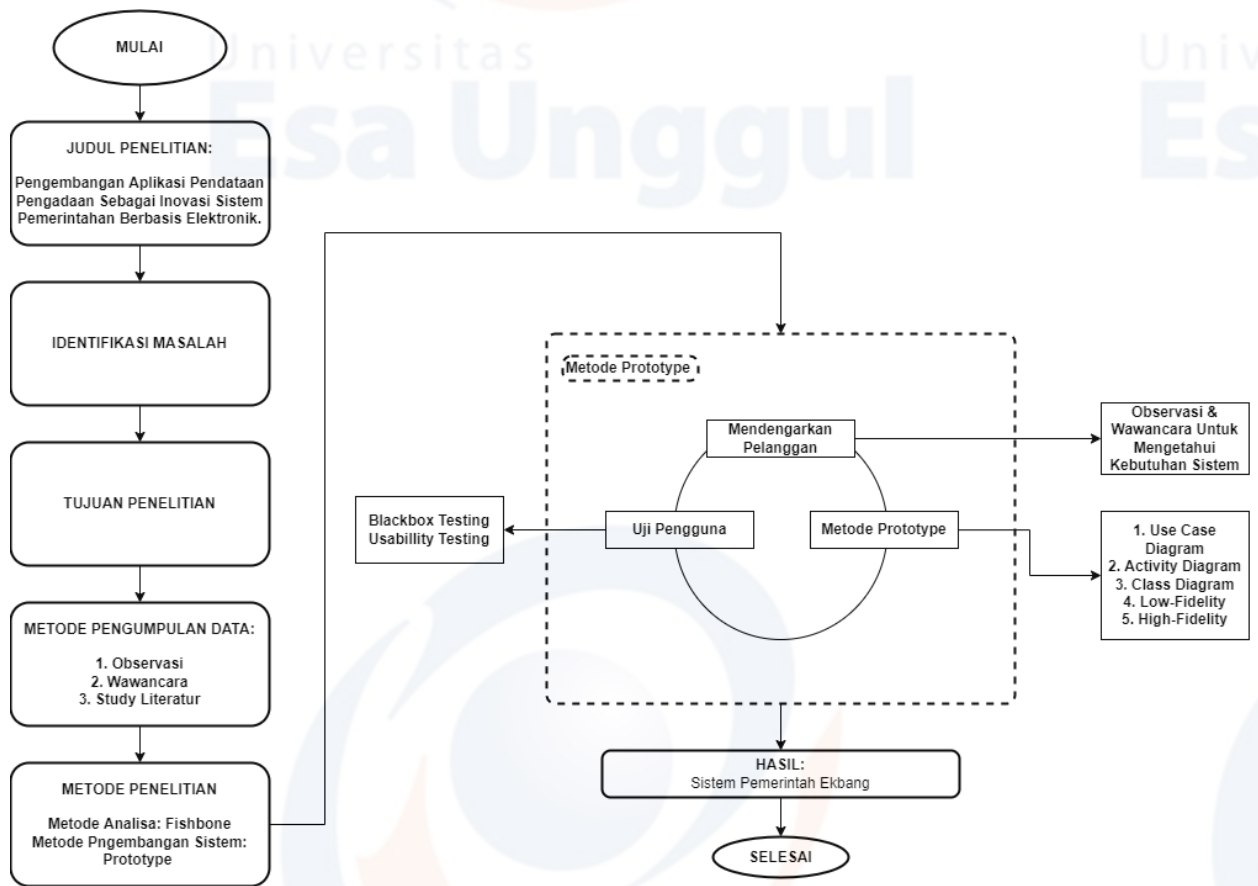 Universitas
Esa Unggul
Univ
Es
MULAI
JUDUL PENELITIAN:
Pengembangan Aplikasi Pendataan
Pengadaan Sebagai Inovasi Sistem
Pemerintahan Berbasis Elektronik.
IDENTIFIKASI MASALAH
TUJUAN PENELITIAN
METODE PENGUMPULAN DATA:
1. Observasi
2. Wawancara
3. Study Literatur
METODE PENELITIAN
Metode Analisa: Fishbone
Metode Pngembangan Sistem:
Prototype
Metode Prototype
Mendengarkan
Pelanggan
Observasi &
Wawancara Untuk
Mengetahui
Kebutuhan Sistem
Metode Prototype
1. Use Case
Diagram
2. Activity Diagram
3. Class Diagram
4. Low-Fidelity
5. High-Fidelity
Uji Pengguna
Blackbox Testing
Usabillity Testing
HASIL:
Sistem Pemerintah Ekbang
SELESAI